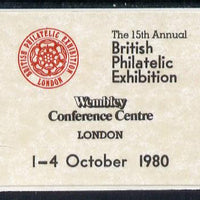 The 15th Annual
British
Philatelic
Exhibition
BRITISH PHILATELIC EXHIBITION
LONDON
Wembley
Conference Centre
LONDON
1-4 October 1980